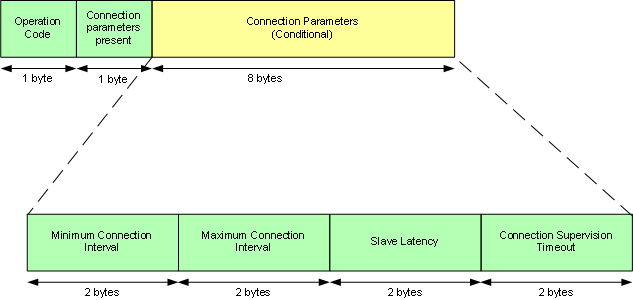 Operation
Code
Connection
parameters
present
Connection Parameters
(Conditional)
1 byte
1 byte
8 bytes
Minimum Connection
Interval
Maximum Connection
Interval
Slave Latency
Connection Supervision
Timeout
2 bytes
2 bytes
2 bytes
2 bytes